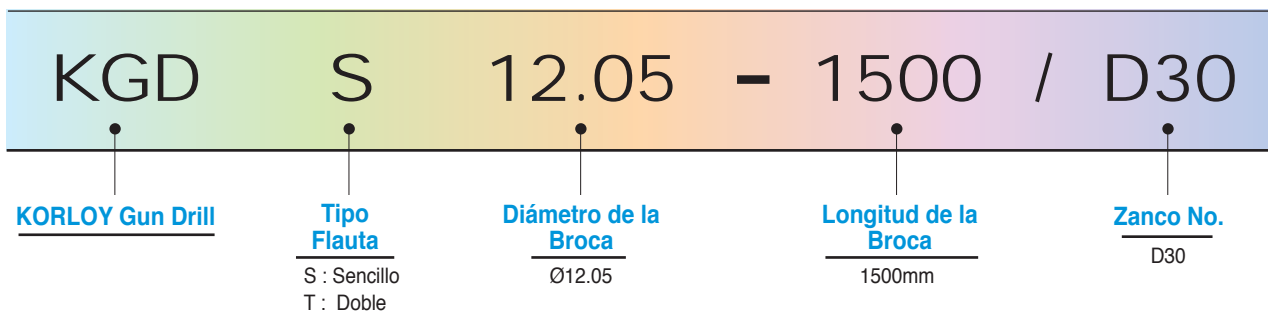 KGD S 12.05 - 1500 / D30
KORLOY Gun Drill
Tipo
Flauta
S : Sencillo
T : Doble
Diámetro de la
Broca
Ø12.05
Longitud de la
Broca
1500mm
Zanco No.
D30